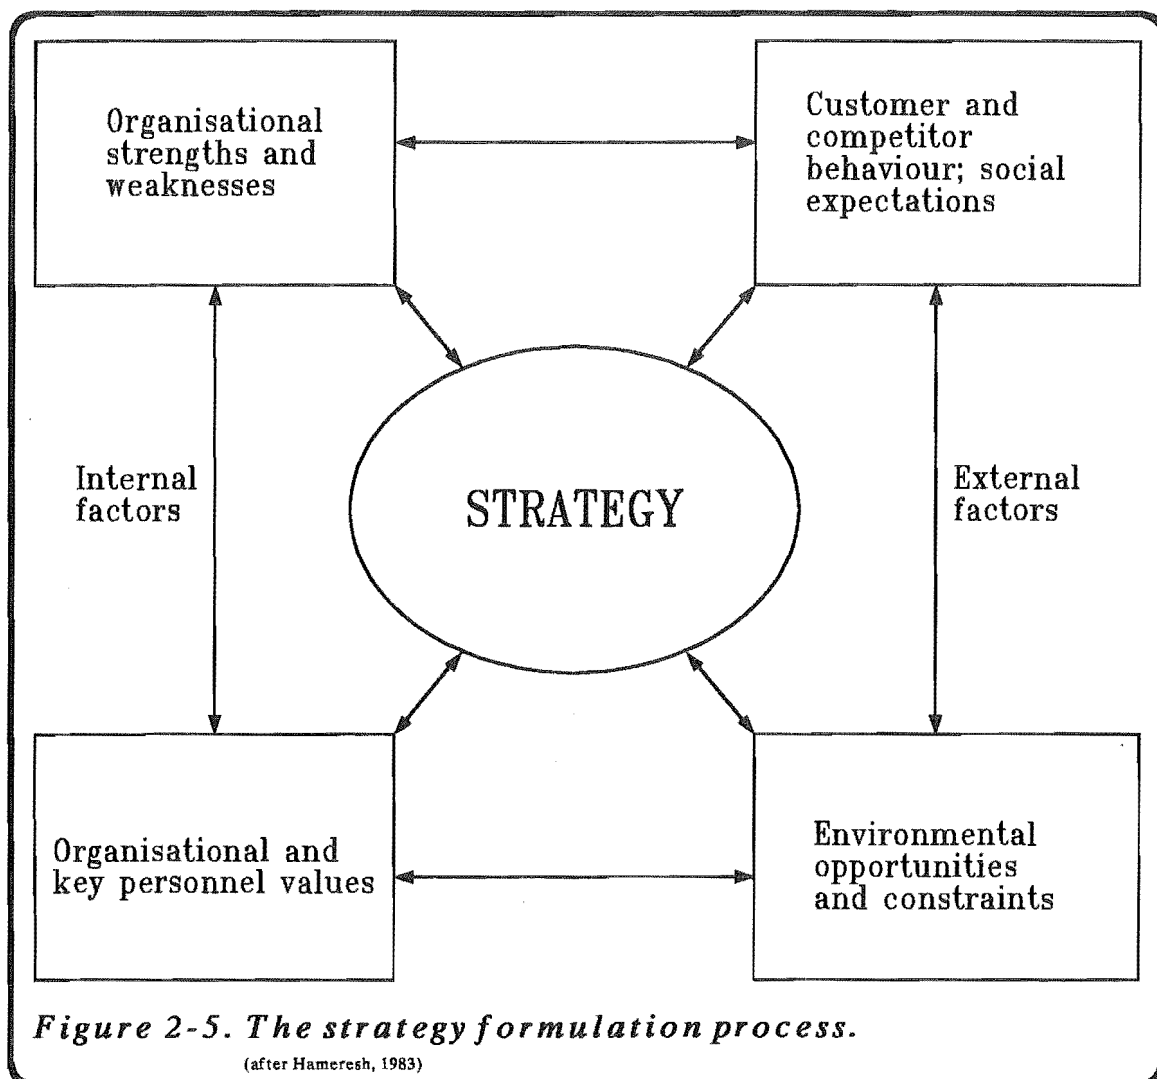 Organisational
strengths and
weaknesses
Customer and
competitor
behaviour; social
expectations
Internal
factors
STRATEGY
External
factors
Organisational and
key personnel values
Environmental
opportunities
and constraints
Figure 2-5. The strategy formulation process.
(after Hameresh, 1983)